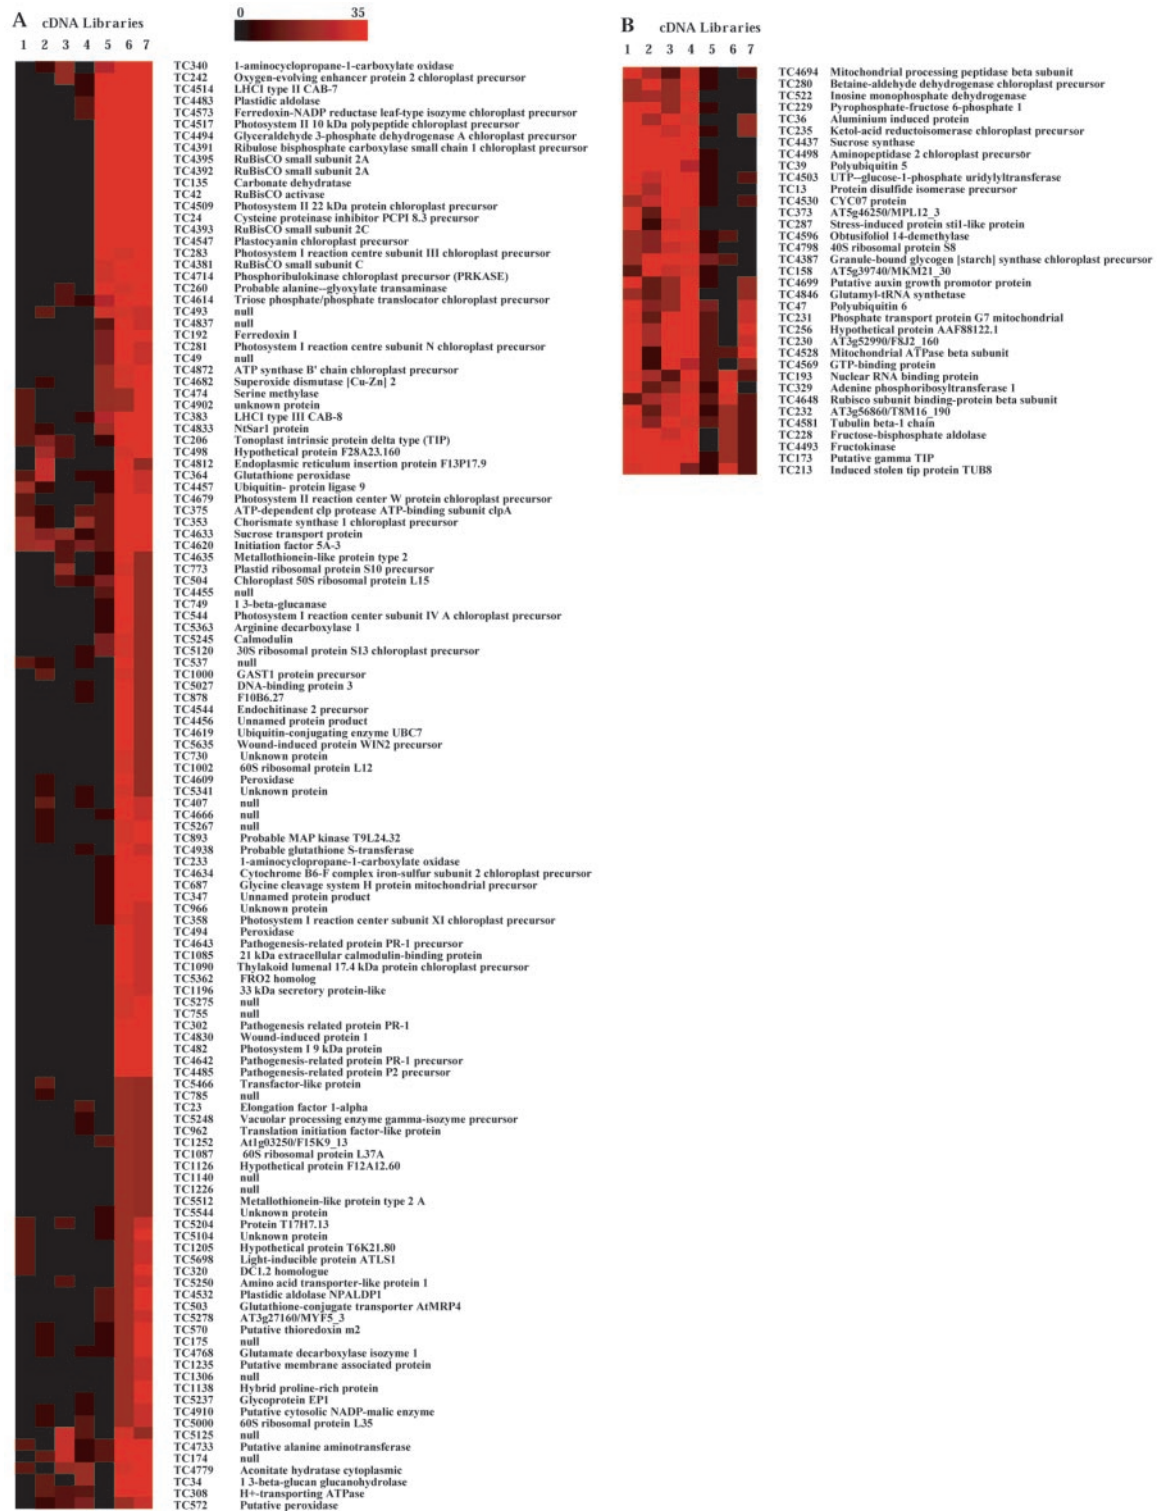 A cDNA Libraries
1 2 3 4 5 6 7
0 35
TC340 1-aminocyclopropane-1-carboxylate oxidase
TC242 Oxygen-evolving enhancer protein 2 chloroplast precursor
TC4514 LHCI type II CAB-7
TC4483 Plastidic aldolase
TC4573 Ferredoxin-NADP reductase leaf-type isozyme chloroplast precursor
TC4517 Photosystem II 10 kDa polypeptide chloroplast precursor
TC4494 Glyceraldehyde 3-phosphate dehydrogenase A chloroplast precursor
TC4391 Ribulose bisphosphate carboxylase small chain 1 chloroplast precursor
TC4395 RuBisCO small subunit 2A
TC4392 RuBisCO small subunit 2A
TC135 Carbonate dehydratase
TC42 RuBisCO activase
TC4509 Photosystem II 22 kDa protein chloroplast precursor
TC24 Cysteine proteinase inhibitor PCPI 8.3 precursor
TC4393 RuBisCO small subunit 2C
TC4547 Plastocyanin chloroplast precursor
TC283 Photosystem I reaction centre subunit III chloroplast precursor
TC4381 RuBisCO small subunit C
TC4714 Phosphoribulokinase chloroplast precursor (PRKASE)
TC260 Probable alanine--glyoxylate transaminase
TC4614 Triose phosphate/phosphate translocator chloroplast precursor
TC493 null
TC4837 null
TC192 Ferredoxin I
TC281 Photosystem I reaction centre subunit N chloroplast precursor
TC49 null
TC4872 ATP synthase B' chain chloroplast precursor
TC4682 Superoxide dismutase [Cu-Zn] 2
TC474 Serine methylase
TC4902 unknown protein
TC383 LHCI type III CAB-8
TC4833 NtSar1 protein
TC206 Tonoplast intrinsic protein delta type (TIP)
TC498 Hypothetical protein F28A23.160
TC4812 Endoplasmic reticulum insertion protein F13P17.9
TC364 Glutathione peroxidase
TC4457 Ubiquitin- protein ligase 9
TC4679 Photosystem II reaction center W protein chloroplast precursor
TC375 ATP-dependent clp protease ATP-binding subunit clpA
TC353 Chorismate synthase 1 chloroplast precursor
TC4633 Sucrose transport protein
TC4620 Initiation factor 5A-3
TC4635 Metallothionein-like protein type 2
TC773 Plastid ribosomal protein S10 precursor
TC504 Chloroplast 50S ribosomal protein L15
TC4455 null
TC749 1 3-beta-glucanase
TC544 Photosystem I reaction center subunit IV A chloroplast precursor
TC5363 Arginine decarboxylase 1
TC5245 Calmodulin
TC5120 30S ribosomal protein S13 chloroplast precursor
TC537 null
TC1000 GAST1 protein precursor
TC5027 DNA-binding protein 3
TC878 F10B6.27
TC4544 Endochitinase 2 precursor
TC4456 Unnamed protein product
TC4619 Ubiquitin-conjugating enzyme UBC7
TC5635 Wound-induced protein WIN2 precursor
TC730 Unknown protein
TC1002 60S ribosomal protein L12
TC4609 Peroxidase
TC5341 Unknown protein
TC407 null
TC4666 null
TC5267 null
TC893 Probable MAP kinase T9L24.32
TC4938 Probable glutathione S-transferase
TC233 1-aminocyclopropane-1-carboxylate oxidase
TC4634 Cytochrome B6-F complex iron-sulfur subunit 2 chloroplast precursor
TC687 Glycine cleavage system H protein mitochondrial precursor
TC347 Unnamed protein product
TC966 Unknown protein
TC358 Photosystem I reaction center subunit XI chloroplast precursor
TC494 Peroxidase
TC4643 Pathogenesis-related protein PR-1 precursor
TC1085 21 kDa extracellular calmodulin-binding protein
TC1090 Thylakoid lumenal 17.4 kDa protein chloroplast precursor
TC5362 FRO2 homolog
TC1196 33 kDa secretory protein-like
TC5275 null
TC755 null
TC302 Pathogenesis related protein PR-1
TC4830 Wound-induced protein 1
TC482 Photosystem I 9 kDa protein
TC4642 Pathogenesis-related protein PR-1 precursor
TC4485 Pathogenesis-related protein P2 precursor
TC5466 Transfactor-like protein
TC785 null
TC23 Elongation factor 1-alpha
TC5248 Vacuolar processing enzyme gamma-isozyme precursor
TC962 Translation initiation factor-like protein
TC1252 At1g03250/F15K9_13
TC1087 60S ribosomal protein L37A
TC1126 Hypothetical protein F12A12.60
TC1140 null
TC1226 null
TC5512 Metallothionein-like protein type 2 A
TC5544 Unknown protein
TC5204 Protein T17H7.13
TC5104 Unknown protein
TC1205 Hypothetical protein T6K21.80
TC5698 Light-inducible protein ATLS1
TC320 DC1.2 homologue
TC5250 Amino acid transporter-like protein 1
TC4532 Plastidic aldolase NPALDP1
TC503 Glutathione-conjugate transporter AtMRP4
TC5278 AT3g27160/MYF5_3
TC570 Putative thioredoxin m2
TC175 null
TC4768 Glutamate decarboxylase isozyme 1
TC1235 Putative membrane associated protein
TC1306 null
TC1138 Hybrid proline-rich protein
TC5237 Glycoprotein EP1
TC4910 Putative cytosolic NADP-malic enzyme
TC5000 60S ribosomal protein L35
TC5125 null
TC4733 Putative alanine aminotransferase
TC174 null
TC4779 Aconitate hydratase cytoplasmic
TC34 1 3-beta-glucan glucanohydrolase
TC308 H+-transporting ATPase
TC572 Putative peroxidase
B cDNA Libraries
1 2 3 4 5 6 7
TC4694 Mitochondrial processing peptidase beta subunit
TC280 Betaine-aldehyde dehydrogenase chloroplast precursor
TC522 Inosine monophosphate dehydrogenase
TC229 Pyrophosphate-fructose 6-phosphate 1
TC36 Aluminium induced protein
TC235 Ketol-acid reductoisomerase chloroplast precursor
TC4437 Sucrose synthase
TC4498 Aminopeptidase 2 chloroplast precursor
TC39 Polyubiquitin 5
TC4503 UTP--glucose-1-phosphate uridylyltransferase
TC13 Protein disulfide isomerase precursor
TC4530 CYC07 protein
TC373 AT5g46250/MPL12_3
TC287 Stress-induced protein sti1-like protein
TC4596 Obtusifoliol 14-demethylase
TC4798 40S ribosomal protein S8
TC4387 Granule-bound glycogen [starch] synthase chloroplast precursor
TC158 AT5g39740/MKM21_30
TC4699 Putative auxin growth promotor protein
TC4846 Glutamyl-tRNA synthetase
TC47 Polyubiquitin 6
TC231 Phosphate transport protein G7 mitochondrial
TC256 Hypothetical protein AAF88122.1
TC230 AT3g52990/F8J2_160
TC4528 Mitochondrial ATPase beta subunit
TC4569 GTP-binding protein
TC193 Nuclear RNA binding protein
TC329 Adenine phosphoribosyltransferase 1
TC4648 Rubisco subunit binding-protein beta subunit
TC232 AT3g56860/T8M16_190
TC4581 Tubulin beta-1 chain
TC228 Fructose-bisphosphate aldolase
TC4493 Fructokinase
TC173 Putative gamma TIP
TC213 Induced stolen tip protein TUB8